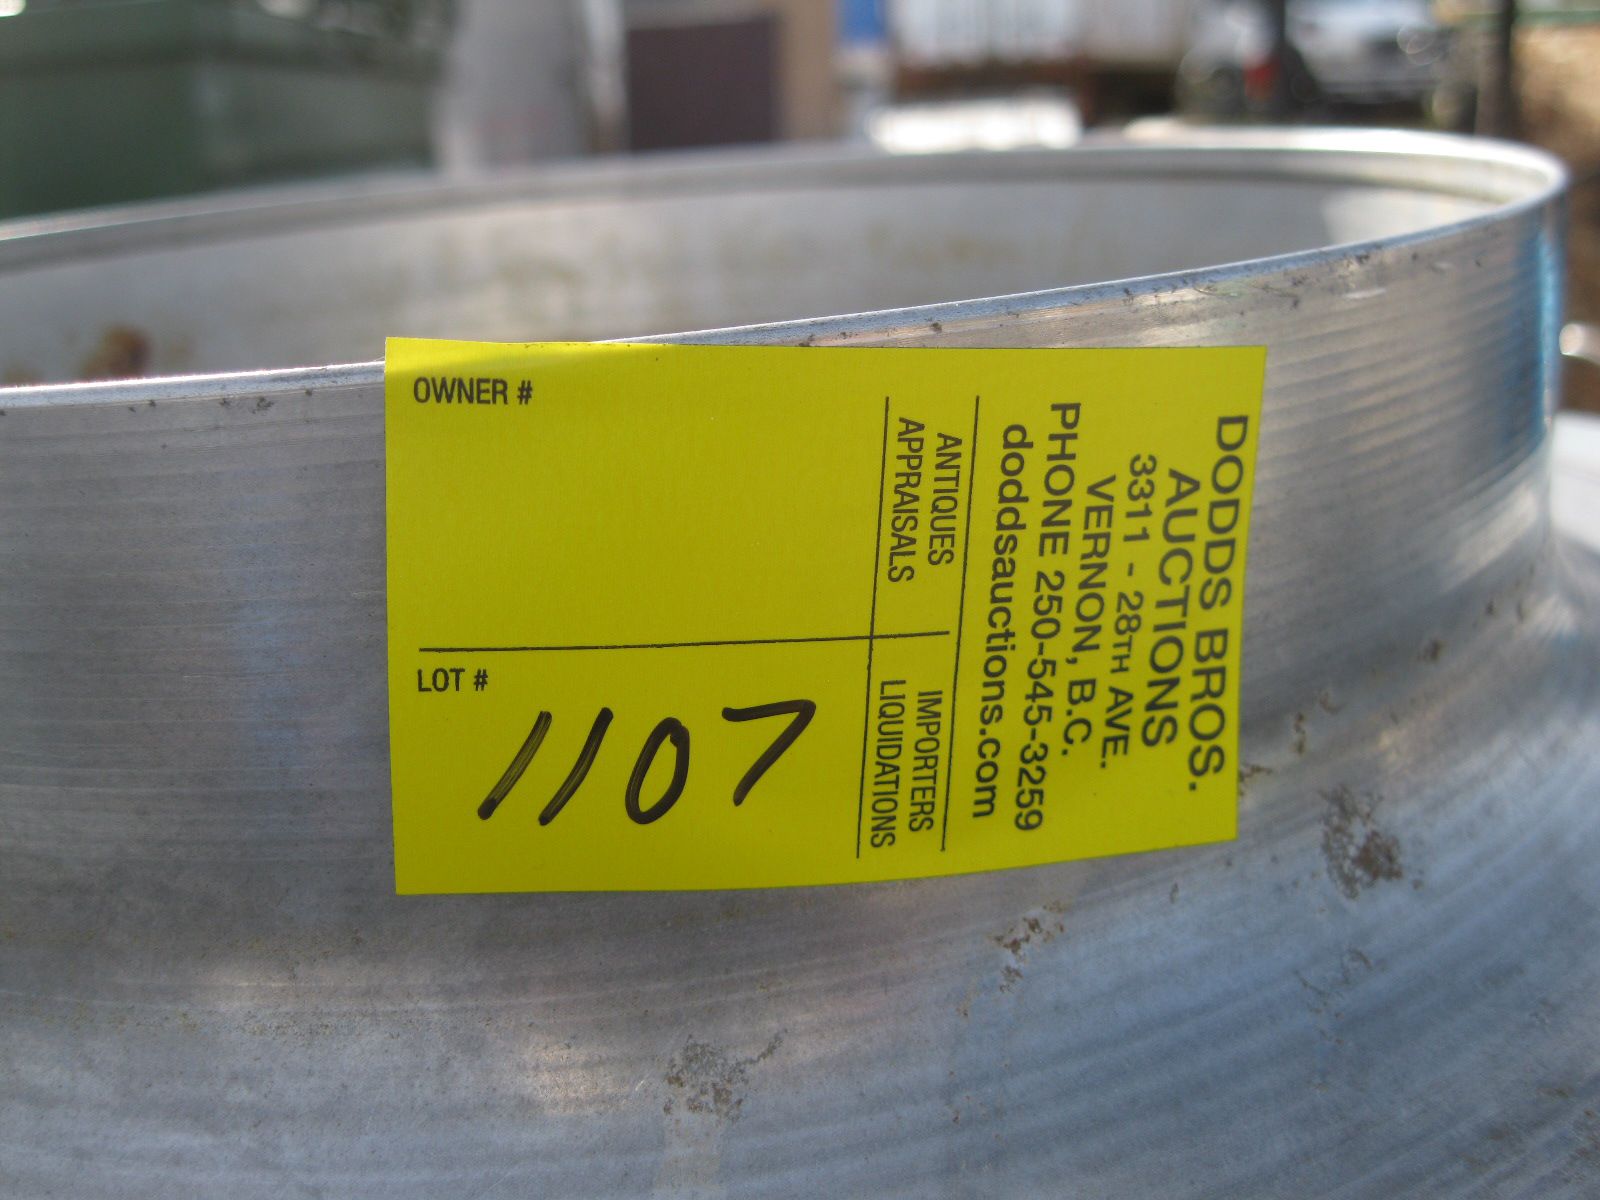 OWNER #
LOT #
1107
DODDS BROS.
AUCTIONS
3311 - 28TH AVE.
VERNON, B.C.
PHONE 250-545-3259
doddsauctions.com
ANTIQUES
APPRAISALS
IMPORTERS
LIQUIDATIONS